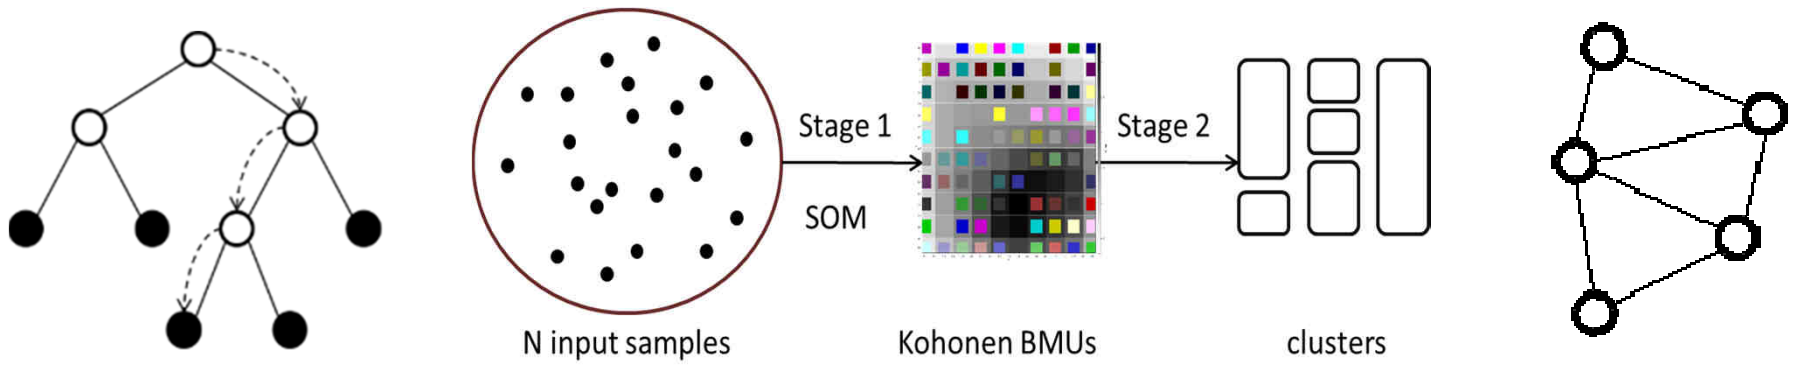 Stage 1
SOM
Stage 2
N input samples
Kohonen BMUs
clusters